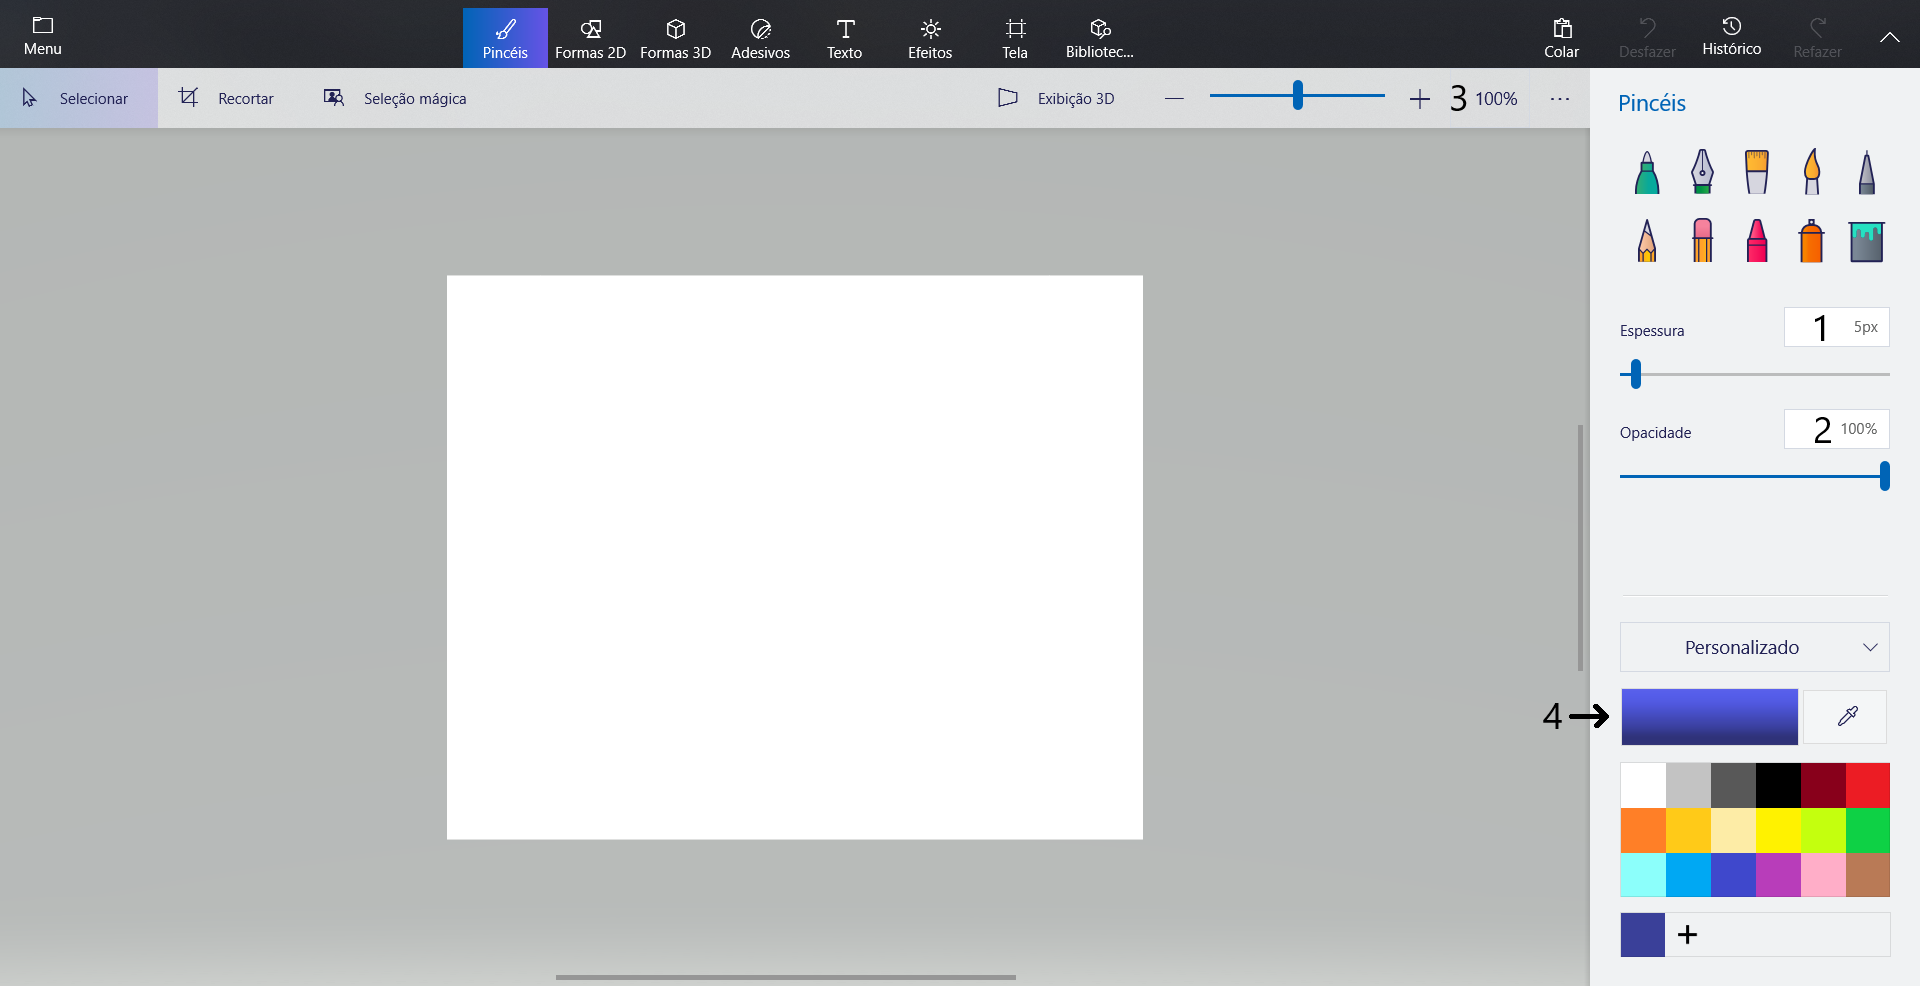 Menu
Pincéis
Formas 2D
Formas 3D
Adesivos
Texto
Efeitos
Tela
Bibliotec...
Colar
Desfazer
Histórico
Refazer
Selecionar
Recortar
Seleção mágica
Exibição 3D
3 100%
Pincéis
Espessura
1 5px
Opacidade
2 100%
Personalizado
4